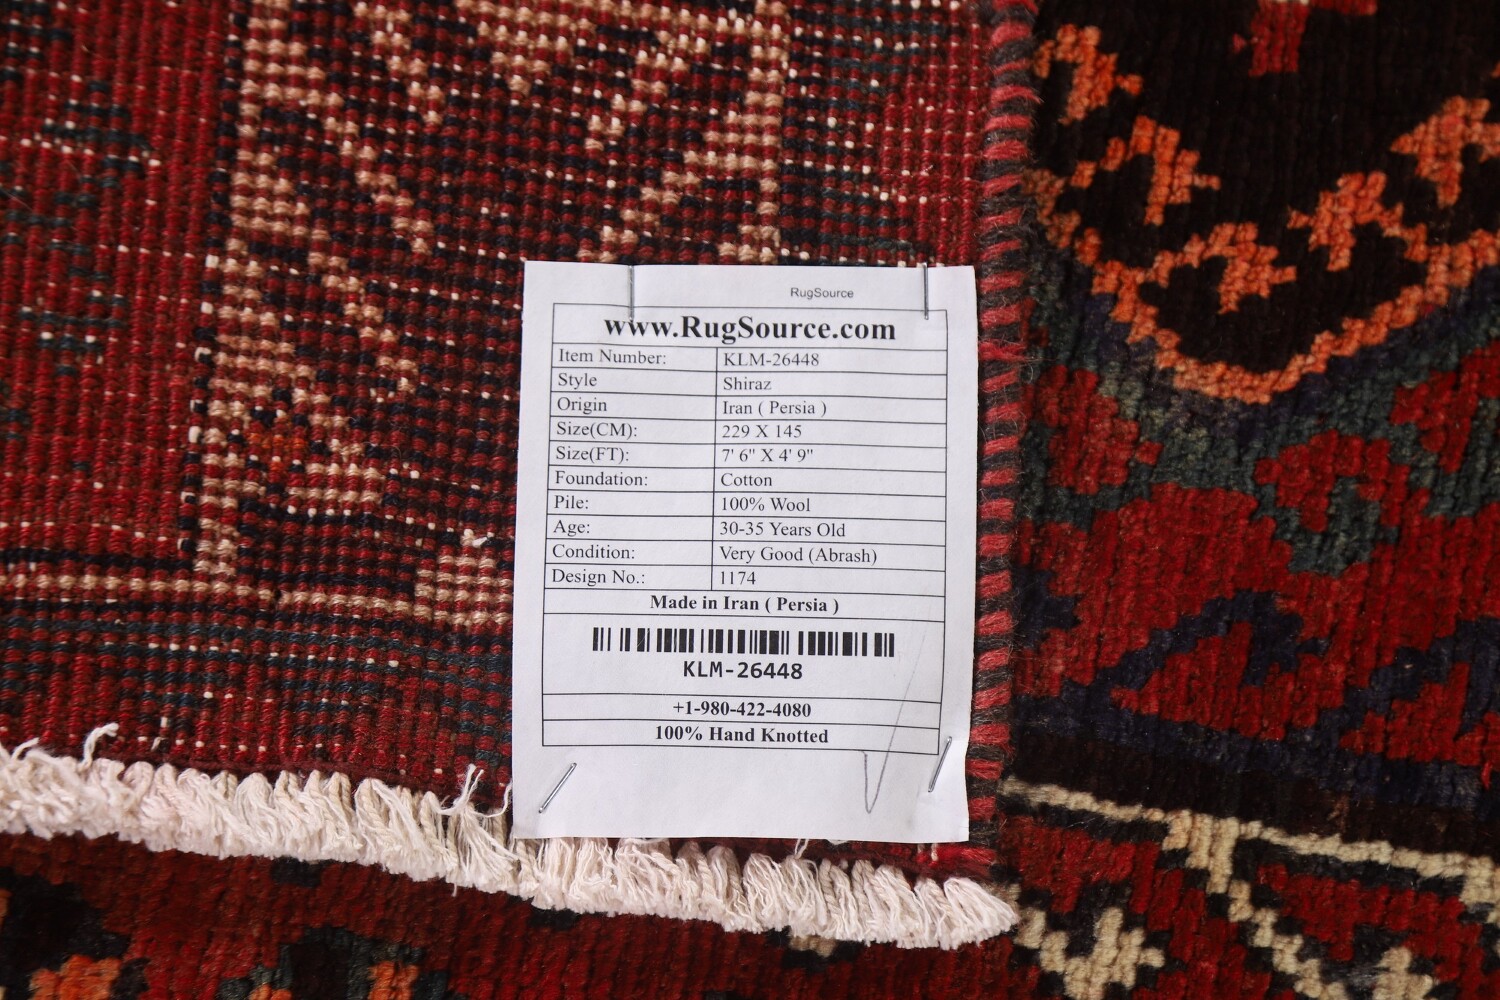 RugSource
www.RugSource.com
Item Number: KLM-26448
Style Shiraz
Origin Iran ( Persia )
Size(CM): 229 X 145
Size(FT): 7' 6" X 4' 9"
Foundation: Cotton
Pile: 100% Wool
Age: 30-35 Years Old
Condition: Very Good (Abrash)
Design No.: 1174
Made in Iran ( Persia )
KLM-26448
+1-980-422-4080
100% Hand Knotted